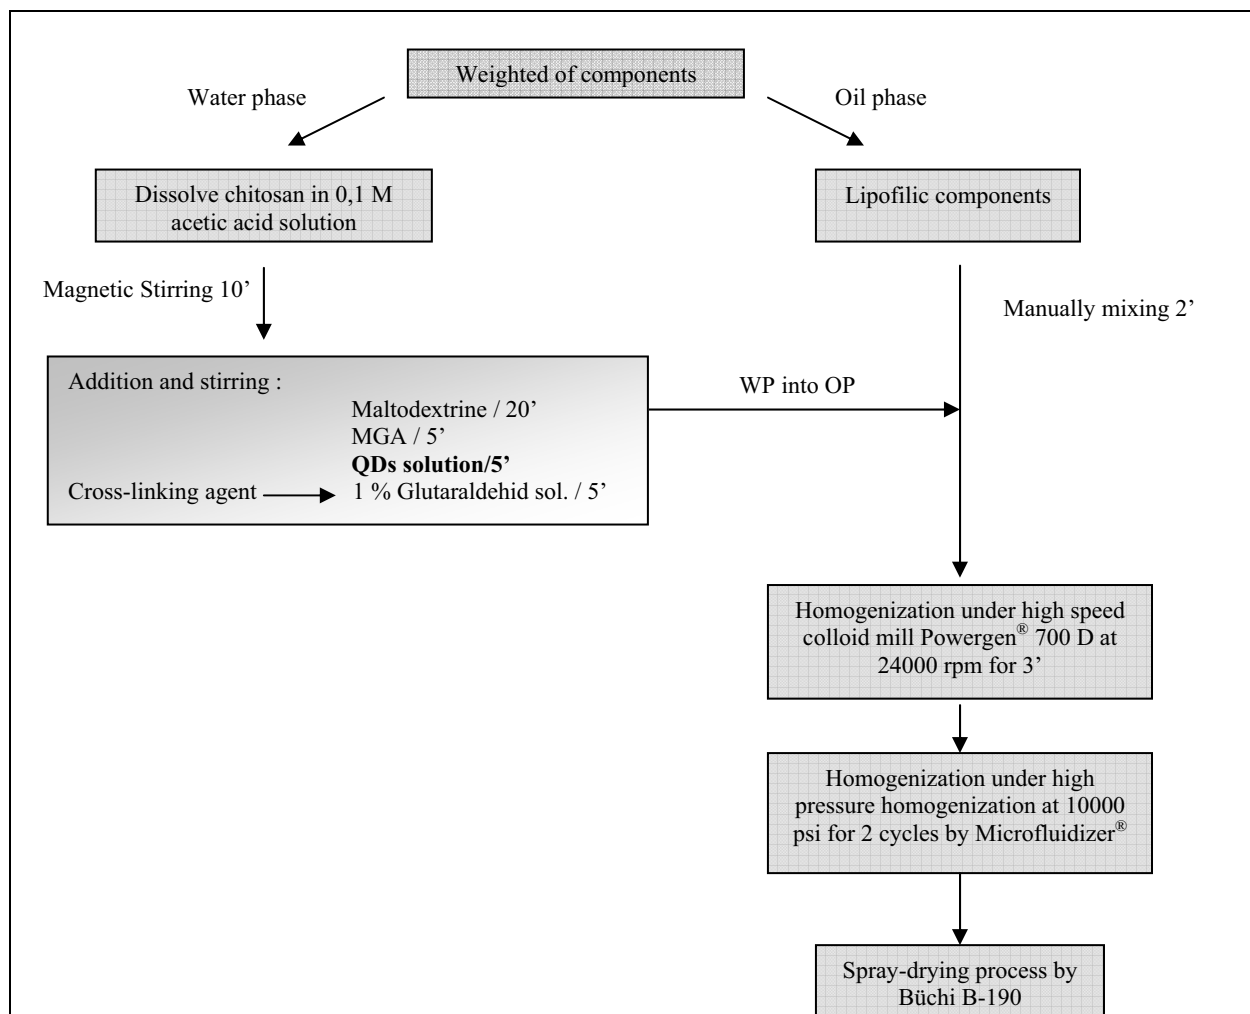 Weighted of components
Water phase
Oil phase
Dissolve chitosan in 0,1 M
acetic acid solution
Lipofilic components
Magnetic Stirring 10’
Manually mixing 2’
Addition and stirring :
Maltodextrine / 20’
MGA / 5’
QDs solution/5’
Cross-linking agent
1 % Glutaraldehid sol. / 5’
WP into OP
Homogenization under high speed
colloid mill Powergen® 700 D at
24000 rpm for 3’
Homogenization under high
pressure homogenization at 10000
psi for 2 cycles by Microfluidizer®
Spray-drying process by
Büchi B-190